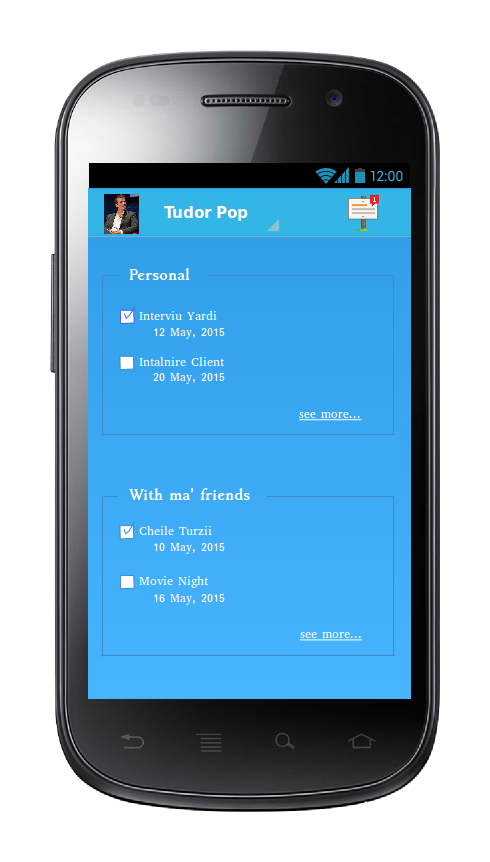 12:00
Tudor Pop
1
Personal
Interviu Yardi
12 May, 2015
Intalnire Client
20 May, 2015
see more...
With ma' friends
Cheile Turzii
10 May, 2015
Movie Night
16 May, 2015
see more...